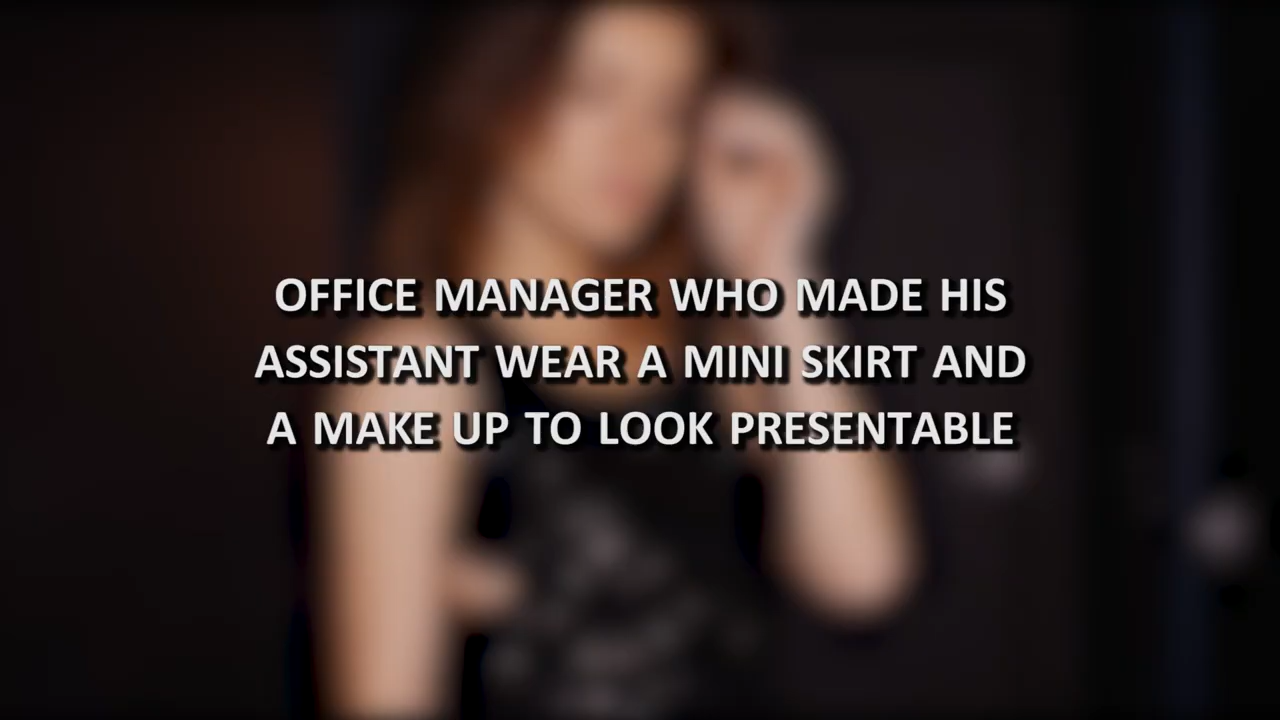 OFFICE MANAGER WHO MADE HIS
ASSISTANT WEAR A MINI SKIRT AND
A MAKE UP TO LOOK PRESENTABLE